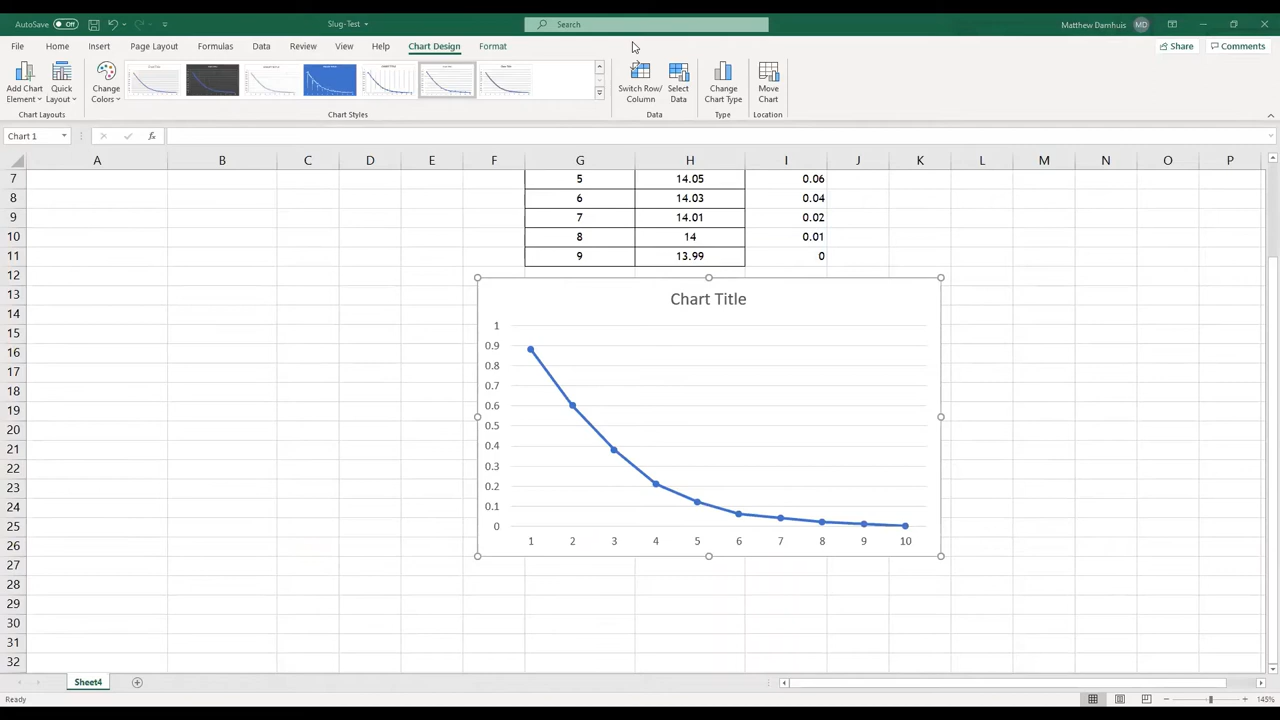 AutoSave Off Slug-Test Search Matthew Damhuis MD
File Home Insert Page Layout Formulas Data Review View Help Chart Design Format Share Comments
Add Chart Element
Quick Layout
Change Colors
Switch Row/ Column
Select Data
Change Chart Type
Move Chart
Chart Layouts Chart Styles Data Type Location
Chart 1 fx
A B C D E F G H I J K L M N O P
7 5 14.05 0.06
8 6 14.03 0.04
9 7 14.01 0.02
10 8 14 0.01
11 9 13.99 0
12
13
14
15
16
17
18
19
20
21
22
23
24
25
26
27
28
29
30
31
32
Chart Title
1
0.9
0.8
0.7
0.6
0.5
0.4
0.3
0.2
0.1
0
1 2 3 4 5 6 7 8 9 10
Sheet4
Ready 145%